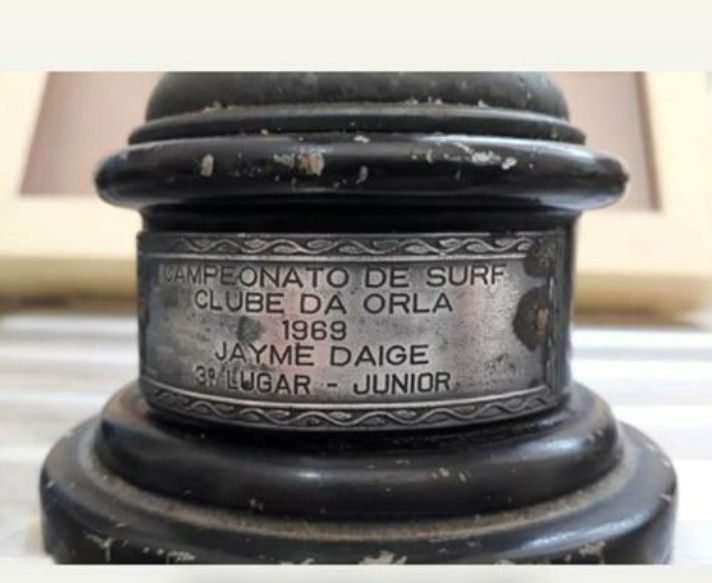 CAMPEONATO DE SURF
CLUBE DA ORLA
1969
JAYME DAIGE
3º LUGAR - JUNIOR